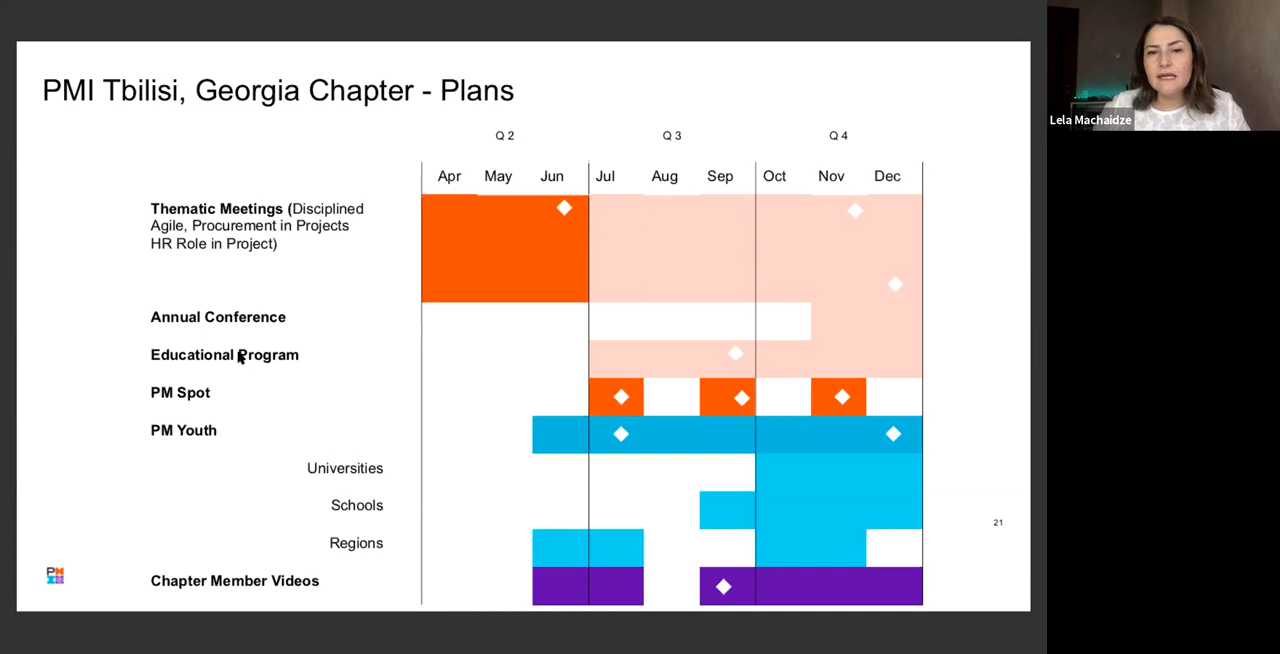 PMI Tbilisi, Georgia Chapter - Plans
Lela Machaidze
Q 2 Q 3 Q 4
Apr May Jun Jul Aug Sep Oct Nov Dec
Thematic Meetings (Disciplined
Agile, Procurement in Projects
HR Role in Project)
Annual Conference
Educational Program
PM Spot
PM Youth
Universities
Schools
Regions
Chapter Member Videos
21